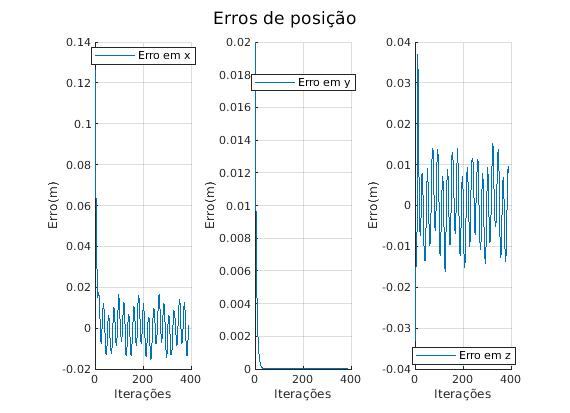 Erros de posição
0.14
0.12
0.1
0.08
0.06
0.04
0.02
0
-0.02
Erro(m)
0 200 400
Iterações
Erro em x
0.02
0.018
0.016
0.014
0.012
0.01
0.008
0.006
0.004
0.002
0
Erro(m)
0 200 400
Iterações
Erro em y
0.04
0.03
0.02
0.01
0
-0.01
-0.02
-0.03
-0.04
Erro(m)
0 200 400
Iterações
Erro em z